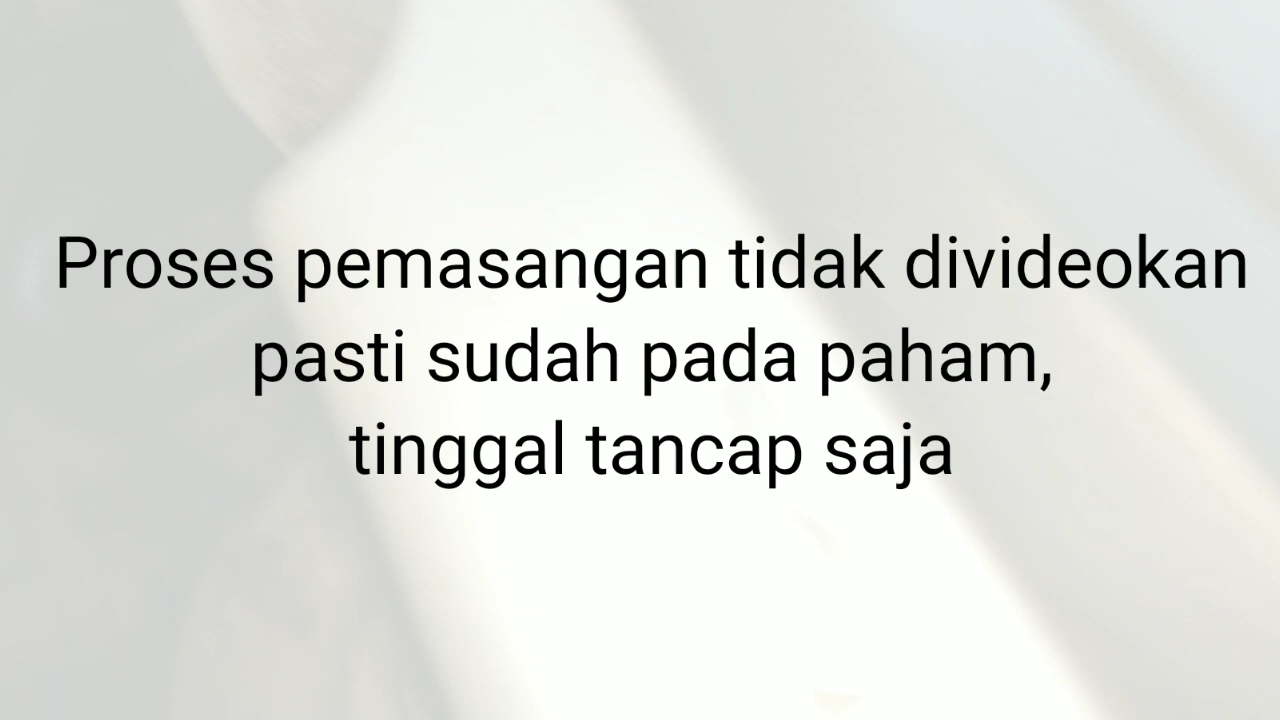 Proses pemasangan tidak divideokan
pasti sudah pada paham,
tinggal tancap saja